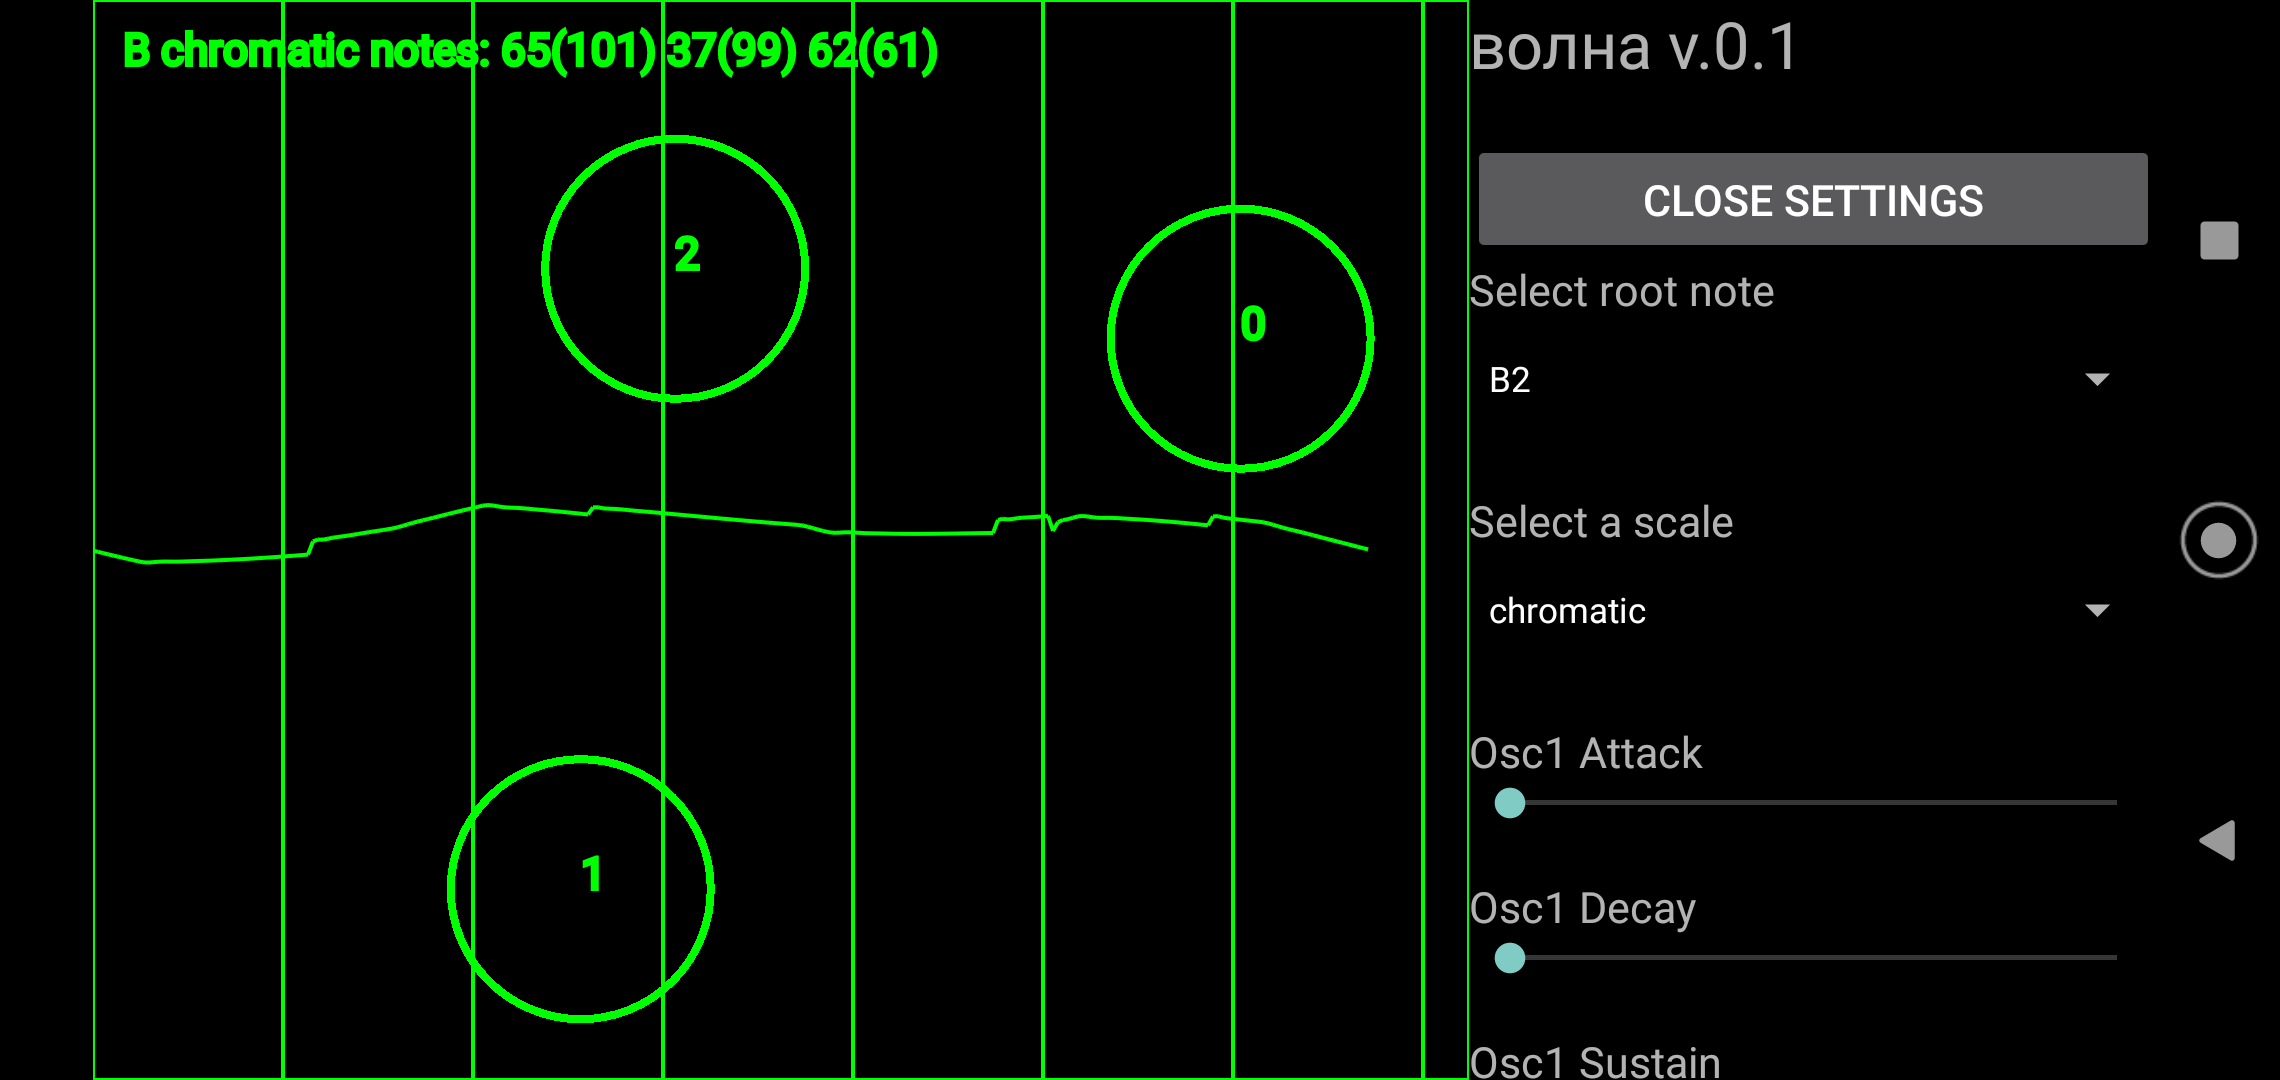 B chromatic notes: 65(101) 37(99) 62(61)
2
0
1
волна v.0.1
CLOSE SETTINGS
Select root note
B2
Select a scale
chromatic
Osc1 Attack
Osc1 Decay
Osc1 Sustain